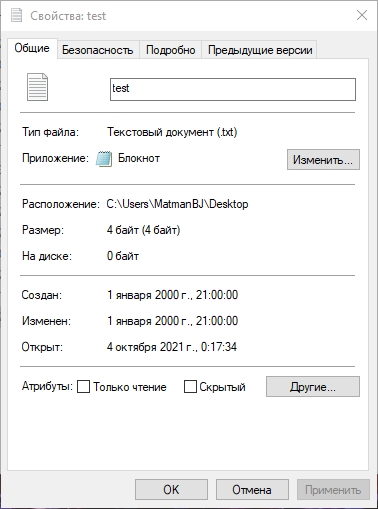 Свойства: test
Общие Безопасность Подробно Предыдущие версии
test
Тип файла: Текстовый документ (.txt)
Приложение: Блокнот Изменить...
Расположение: C:\Users\MatmanBJ\Desktop
Размер: 4 байт (4 байт)
На диске: 0 байт
Создан: 1 января 2000 г., 21:00:00
Изменен: 1 января 2000 г., 21:00:00
Открыт: 4 октября 2021 г., 0:17:34
Атрибуты: Только чтение Скрытый Другие...
OK Отмена Применить